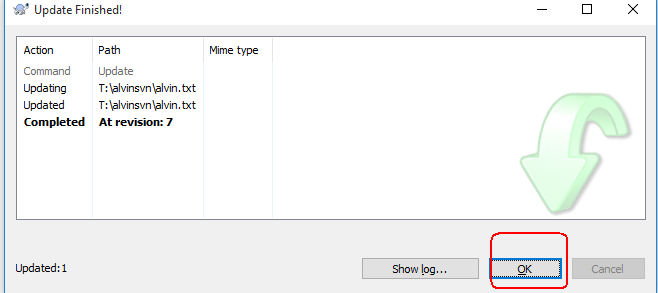 Update Finished!
Action Path Mime type
Command Update
Updating T:\alvinsvn\alvin.txt
Updated T:\alvinsvn\alvin.txt
Completed At revision: 7
Updated:1 Show log... OK Cancel